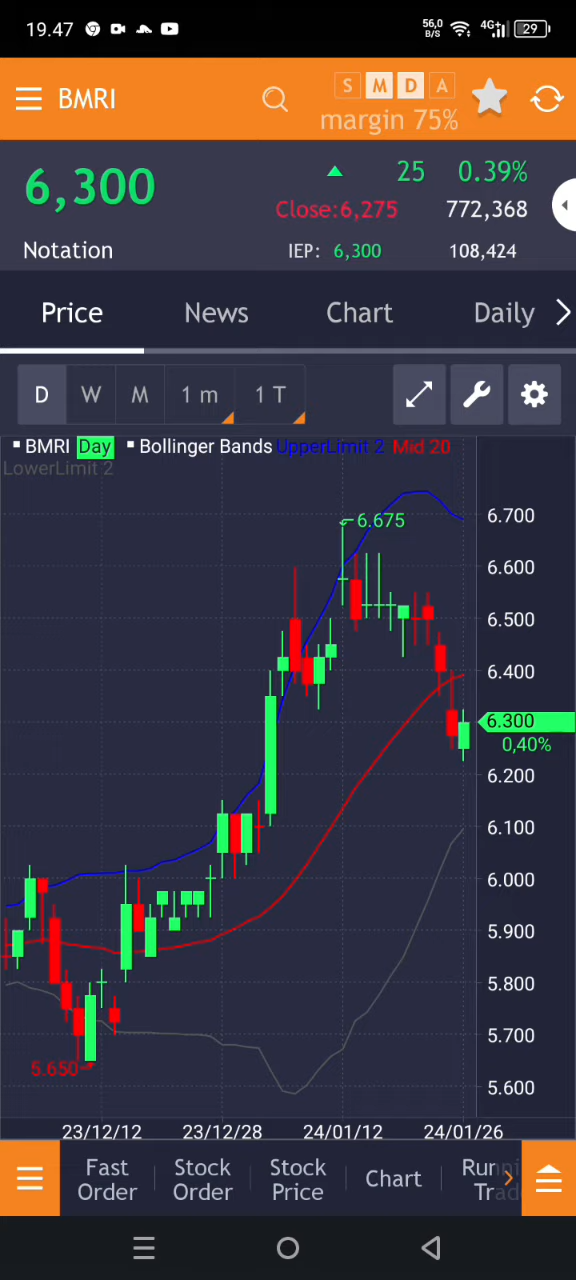 19.47 56,0 B/S 4G+ 29
BMRI S M D A
margin 75%
6,300 25 0.39%
Close:6,275 772,368
Notation IEP: 6,300 108,424
Price News Chart Daily
D W M 1 m 1 T
BMRI Day Bollinger Bands UpperLimit 2 Mid 20
LowerLimit 2
6.700
6.675
6.600
6.500
6.400
6.300
0,40%
6.200
6.100
6.000
5.900
5.800
5.700
5.650
5.600
23/12/12 23/12/28 24/01/12 24/01/26
Fast Order Stock Order Stock Price Chart